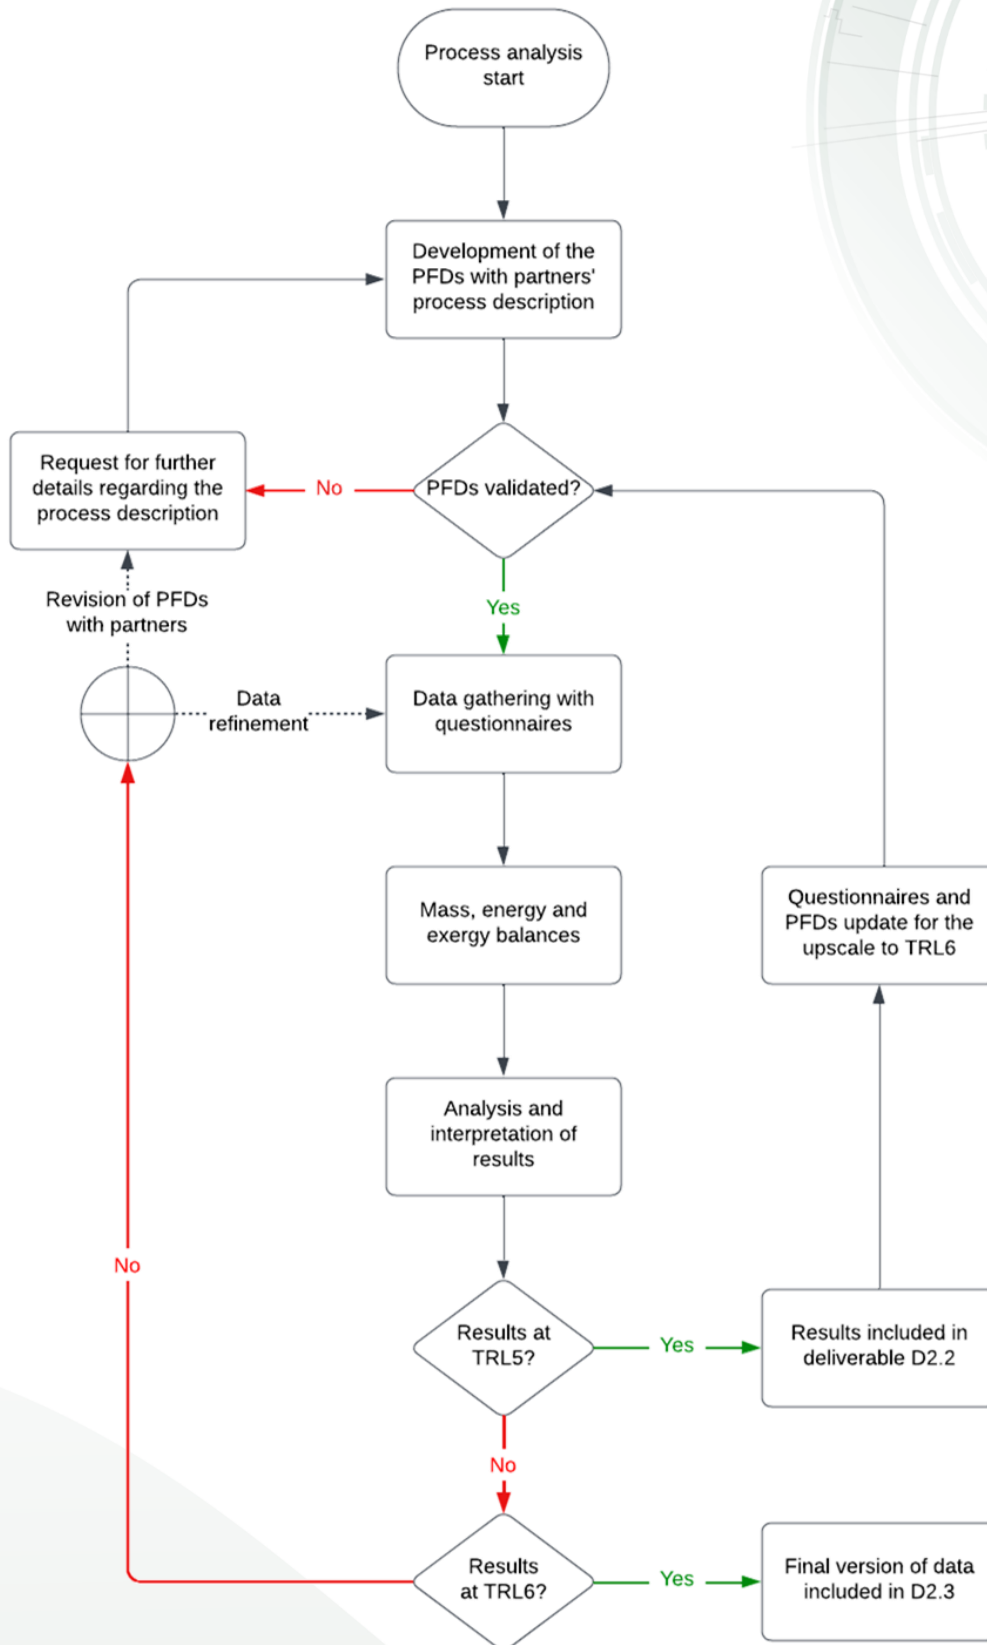 Process analysis
start
Development of the
PFDs with partners'
process description
Request for further
details regarding the
process description
No
PFDs validated?
Yes
Revision of PFDs
with partners
Data
refinement
Data gathering with
questionnaires
Mass, energy and
exergy balances
Questionnaires and
PFDs update for the
upscale to TRL6
Analysis and
interpretation of
results
No
Results at
TRL5?
Yes
Results included in
deliverable D2.2
No
Results
at TRL6?
Yes
Final version of data
included in D2.3